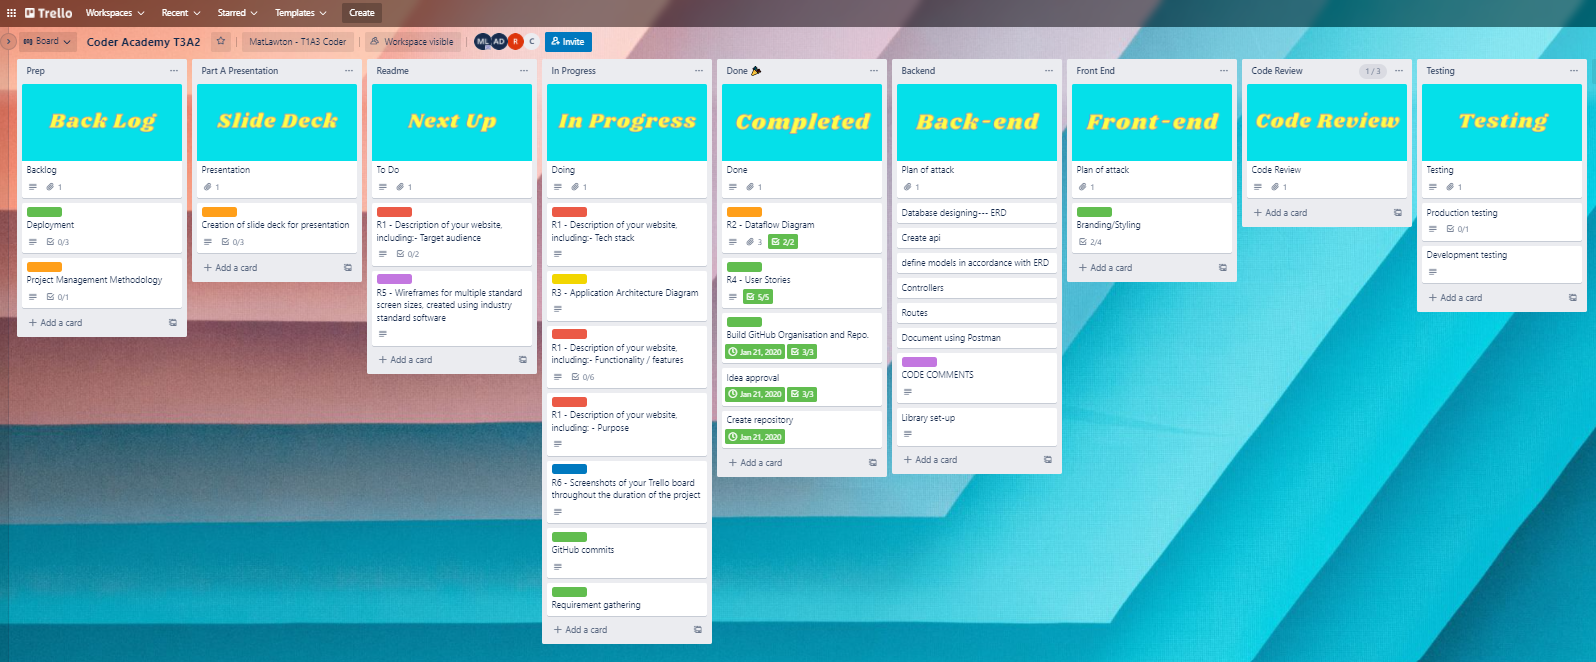 Trello Workspaces Recent Starred Templates Create
Board Coder Academy T3A2 MatLawton - T1A3 Coder Workspace visible ML AD R C Invite
Prep
Back Log
Backlog
1
Deployment
0/3
Project Management Methodology
0/1
+ Add a card
Part A Presentation
Slide Deck
Presentation
1
Creation of slide deck for presentation
0/3
+ Add a card
Readme
Next Up
To Do
1
R1 - Description of your website,
including:- Target audience
0/2
R5 - Wireframes for multiple standard
screen sizes, created using industry
standard software
+ Add a card
In Progress
In Progress
Doing
1
R1 - Description of your website,
including:- Tech stack
R3 - Application Architecture Diagram
R1 - Description of your website,
including:- Functionality / features
0/6
R1 - Description of your website,
including: - Purpose
R6 - Screenshots of your Trello board
throughout the duration of the project
GitHub commits
Requirement gathering
+ Add a card
Done 🎉
Completed
Done
1
R2 - Dataflow Diagram
3 2/2
R4 - User Stories
5/5
Build GitHub Organisation and Repo.
Jan 21, 2020 3/3
Idea approval
Jan 21, 2020 3/3
Create repository
Jan 21, 2020
+ Add a card
Backend
Back-end
Plan of attack
1
Database designing--- ERD
Create api
define models in accordance with ERD
Controllers
Routes
Document using Postman
CODE COMMENTS
Library set-up
+ Add a card
Front End
Front-end
Plan of attack
1
Branding/Styling
2/4
+ Add a card
Code Review 1 / 3
Code Review
Code Review
1
+ Add a card
Testing
Testing
Testing
1
Production testing
0/1
Development testing
+ Add a card